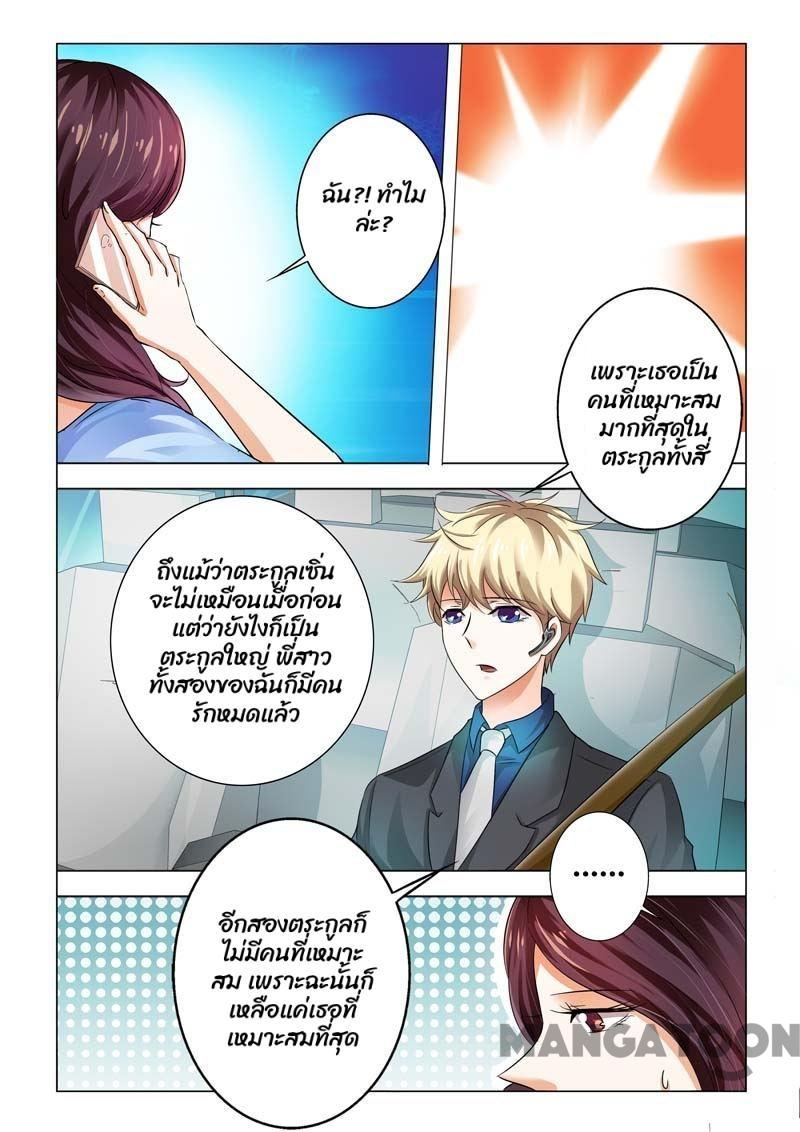 ฉัน?! ทำไม
ล่ะ?
เพราะเธอเป็น
คนที่เหมาะสม
มากที่สุดใน
ตระกูลทั้งสี่
ถึงแม้ว่าตระกูลเซิ่น
จะไม่เหมือนเมื่อก่อน
แต่ว่ายังไงก็เป็น
ตระกูลใหญ่ พี่สาว
ทั้งสองของฉันก็มีคน
รักหมดแล้ว
......
อีกสองตระกูลก็
ไม่มีคนที่เหมาะ
สม เพราะฉะนั้นก็
เหลือแค่เธอที่
เหมาะสมที่สุด
MANGATOON